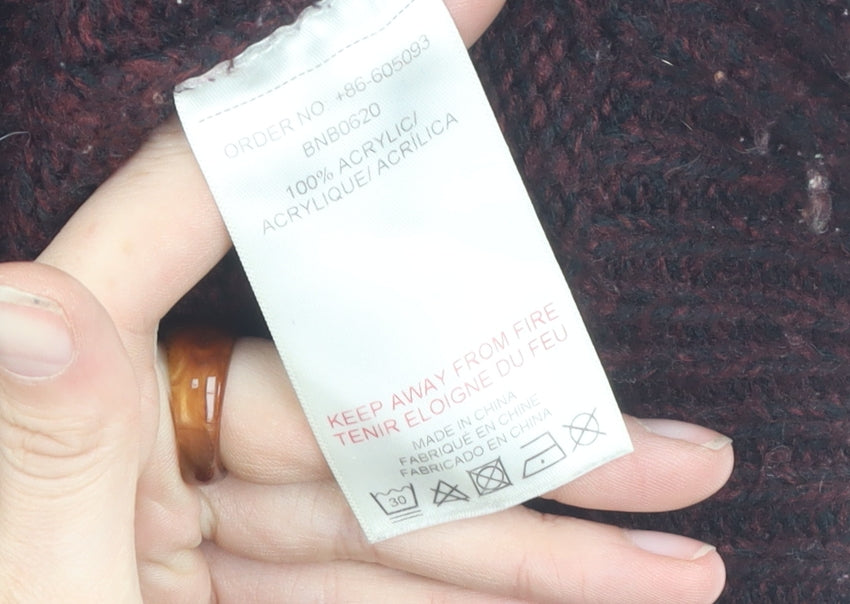 ORDER NO +86-605093
BNB0620
100% ACRYLIC/
ACRYLIQUE/ ACRÍLICA
KEEP AWAY FROM FIRE
TENIR ELOIGNE DU FEU
MADE IN CHINA
FABRIQUE EN CHINE
FABRICADO EN CHINA
30